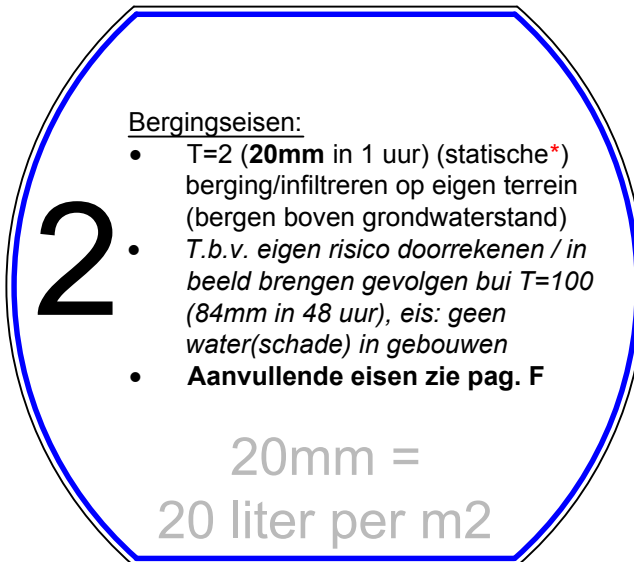 2
Bergingseisen:
• T=2 (20mm in 1 uur) (statische*)
berging/infiltreren op eigen terrein
(bergen boven grondwaterstand)
• T.b.v. eigen risico doorrekenen / in
beeld brengen gevolgen bui T=100
(84mm in 48 uur), eis: geen
water(schade) in gebouwen
• Aanvullende eisen zie pag. F
20mm =
20 liter per m2